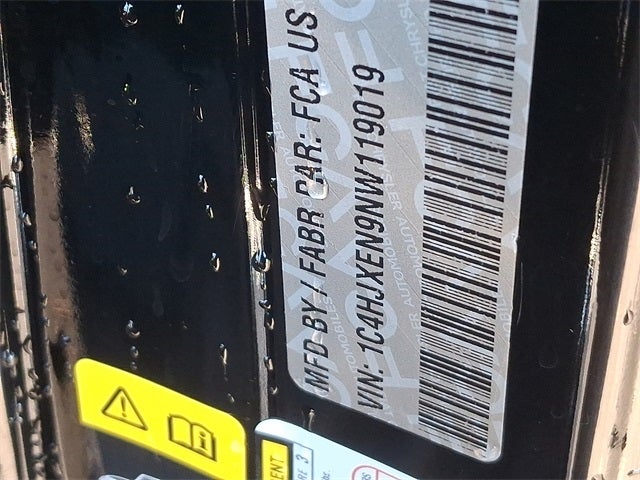 MFD BY / FABR PAR: FCA US
VIN: 1C4HJXEN9NW119019